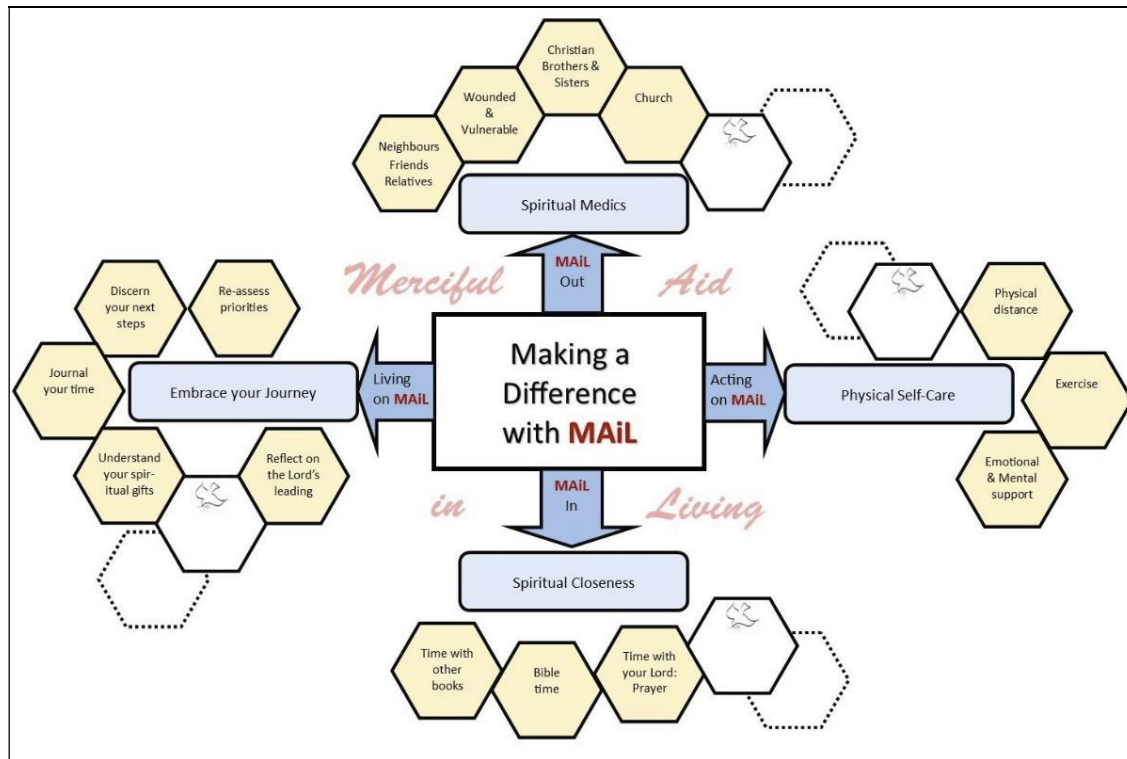 Christian
Brothers &
Sisters
Wounded
&
Vulnerable
Church
Neighbours
Friends
Relatives
Spiritual Medics
MAiL
Out
Merciful
Aid
Discern
your next
steps
Re-assess
priorities
Journal
your time
Embrace your Journey
Understand
your spir-
itual gifts
Reflect on
the Lord's
leading
Living
on MAiL
Making a
Difference
with MAiL
Acting
on MAiL
Physical Self-Care
Physical
distance
Exercise
Emotional
& Mental
support
in
Living
MAiL
In
Spiritual Closeness
Time with
other
books
Bible
time
Time with
your Lord:
Prayer